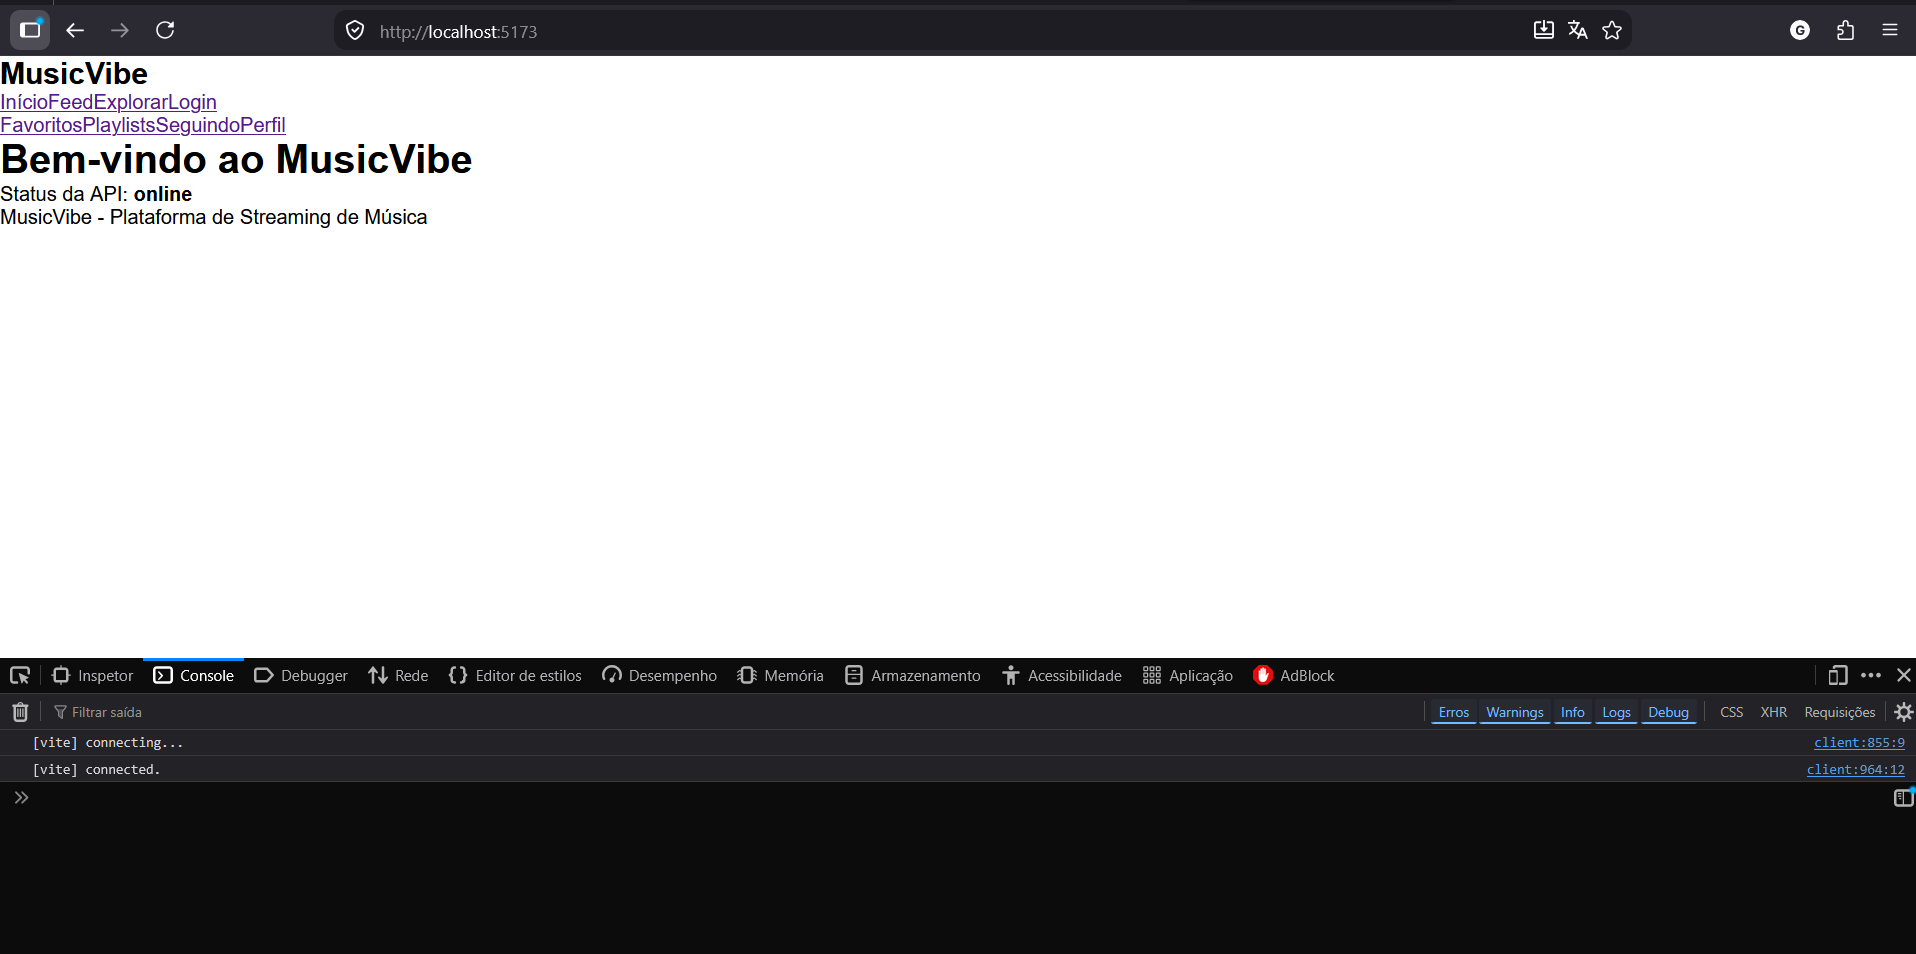 http://localhost:5173
G
MusicVibe
InícioFeedExplorarLogin
FavoritosPlaylistsSeguindoPerfil
Bem-vindo ao MusicVibe
Status da API: online
MusicVibe - Plataforma de Streaming de Música
Inspetor Console Debugger Rede Editor de estilos Desempenho Memória Armazenamento Acessibilidade Aplicação AdBlock
Filtrar saída Erros Warnings Info Logs Debug CSS XHR Requisições
[vite] connecting... client:855:9
[vite] connected. client:964:12